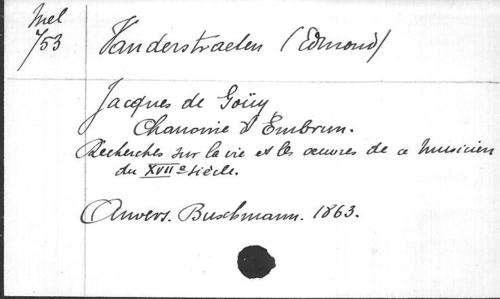 Mel
753
Vanderstraeten (Edmond)
Jacques de Goüy
Chanoine d'Embrun.
Recherches sur la vie et les œuvres de ce musicien
du XVIIe siècle.
Anvers. Buschmann. 1863.